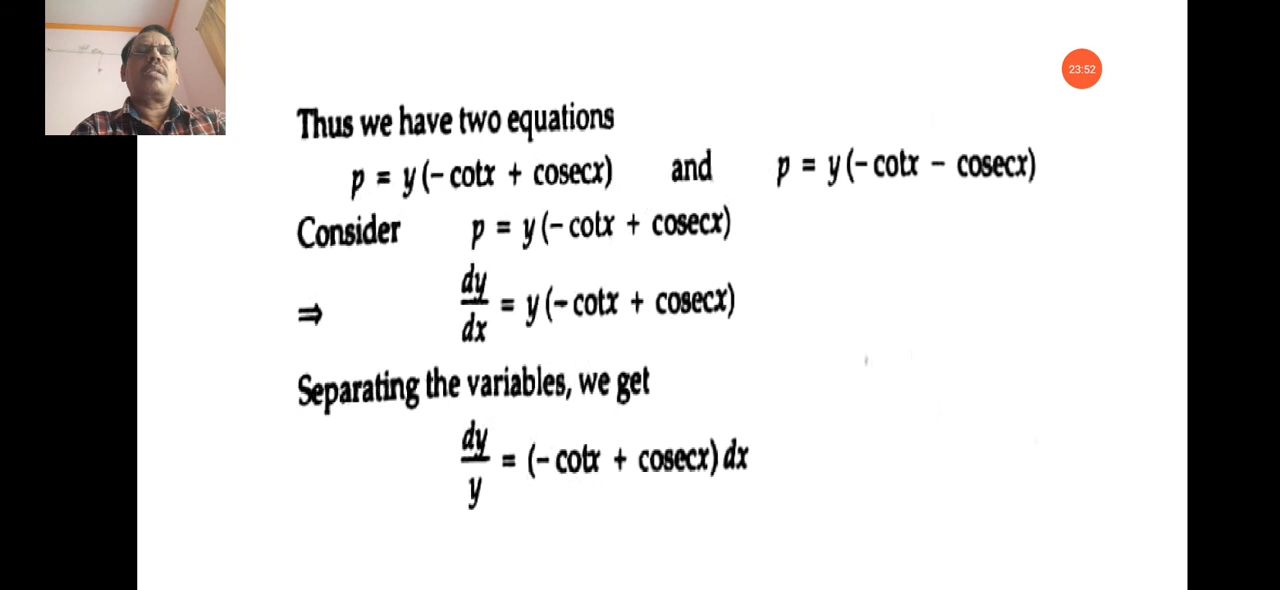 23:52
Thus we have two equations
p = y (– cotx + cosecx) and p = y (– cotx – cosecx)
Consider p = y (– cotx + cosecx)
⇒ dy/dx = y (– cotx + cosecx)
Separating the variables, we get
dy/y = (– cotx + cosecx) dx